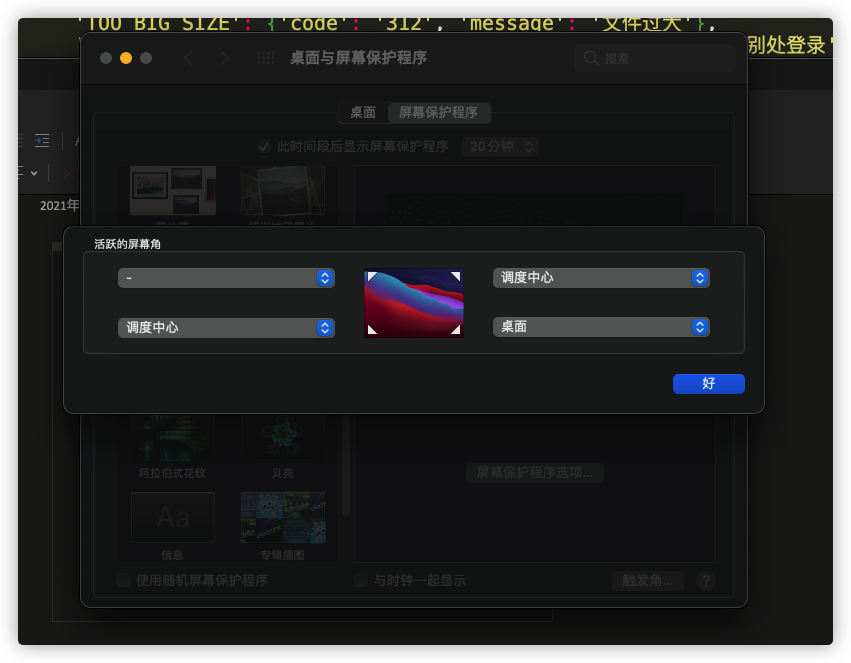 'TOO BIG SIZE': {'code': '312', 'message': '文件过大'},
别处登录'
桌面与屏幕保护程序
搜索
桌面
屏幕保护程序
此时间段后显示屏幕保护程序
20分钟
2021年
活跃的屏幕角
-
调度中心
调度中心
桌面
好
阿拉伯式花纹
贝壳
屏幕保护程序选项...
Aa
信息
专辑插图
使用随机屏幕保护程序
与时钟一起显示
触发角...
?